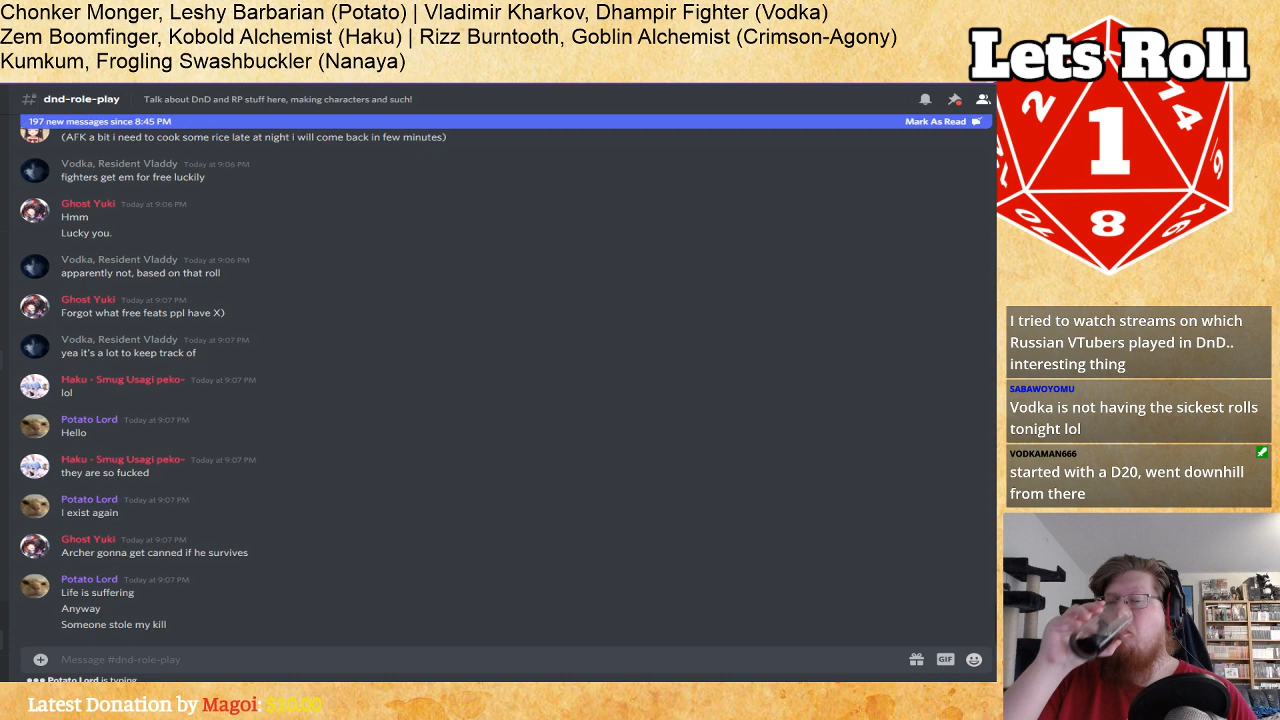 Chonker Monger, Leshy Barbarian (Potato) | Vladimir Kharkov, Dhampir Fighter (Vodka)
Zem Boomfinger, Kobold Alchemist (Haku) | Rizz Burntooth, Goblin Alchemist (Crimson-Agony)
Kumkum, Frogling Swashbuckler (Nanaya)
Lets Roll
2
14
1
8
dnd-role-play Talk about DnD and RP stuff here, making characters and such!
197 new messages since 8:45 PM Mark As Read
(AFK a bit i need to cook some rice late at night i will come back in few minutes)
Vodka, Resident Vladdy Today at 9:06 PM
fighters get em for free luckily
Ghost Yuki Today at 9:06 PM
Hmm
Lucky you.
Vodka, Resident Vladdy Today at 9:06 PM
apparently not, based on that roll
Ghost Yuki Today at 9:07 PM
Forgot what free feats ppl have X)
Vodka, Resident Vladdy Today at 9:07 PM
yea it's a lot to keep track of
Haku - Smug Usagi peko~ Today at 9:07 PM
lol
Potato Lord Today at 9:07 PM
Hello
Haku - Smug Usagi peko~ Today at 9:07 PM
they are so fucked
Potato Lord Today at 9:07 PM
I exist again
Ghost Yuki Today at 9:07 PM
Archer gonna get canned if he survives
Potato Lord Today at 9:07 PM
Life is suffering
Anyway
Someone stole my kill
Message #dnd-role-play
GIF
Potato Lord is typing
I tried to watch streams on which
Russian VTubers played in DnD..
interesting thing
SABAWOYOMU
Vodka is not having the sickest rolls
tonight lol
VODKAMAN666
started with a D20, went downhill
from there
Latest Donation by Magoi: